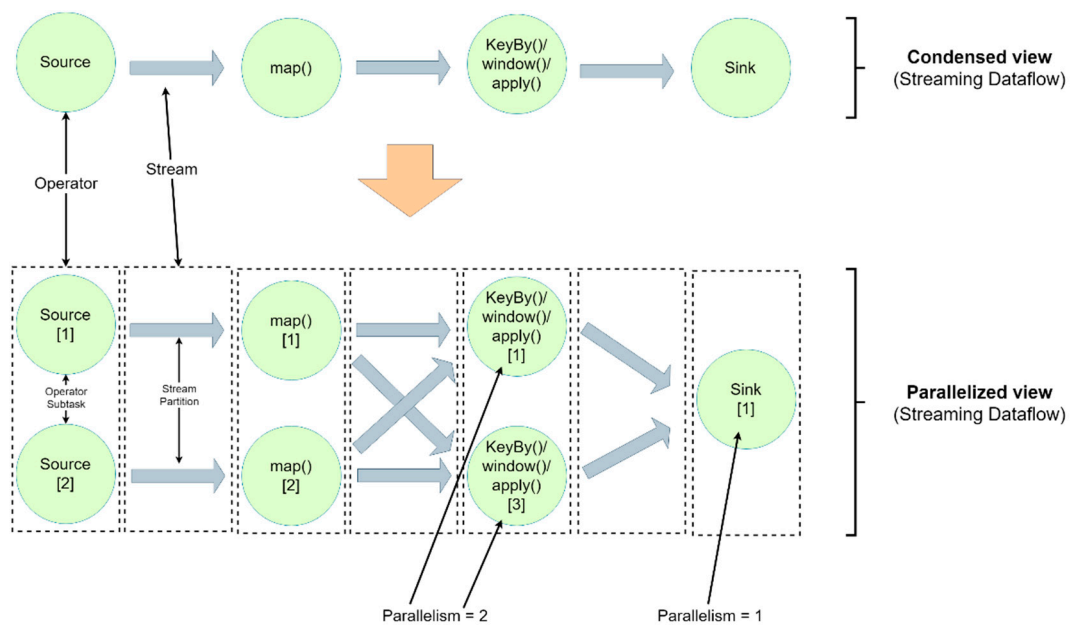 Source
map()
KeyBy()/
window()/
apply()
Sink
Condensed view
(Streaming Dataflow)
Operator
Stream
Source
[1]
map()
[1]
KeyBy()/
window()/
apply()
[1]
Operator
Subtask
Stream
Partition
Sink
[1]
Parallelized view
(Streaming Dataflow)
Source
[2]
map()
[2]
KeyBy()/
window()/
apply()
[3]
Parallelism = 2
Parallelism = 1